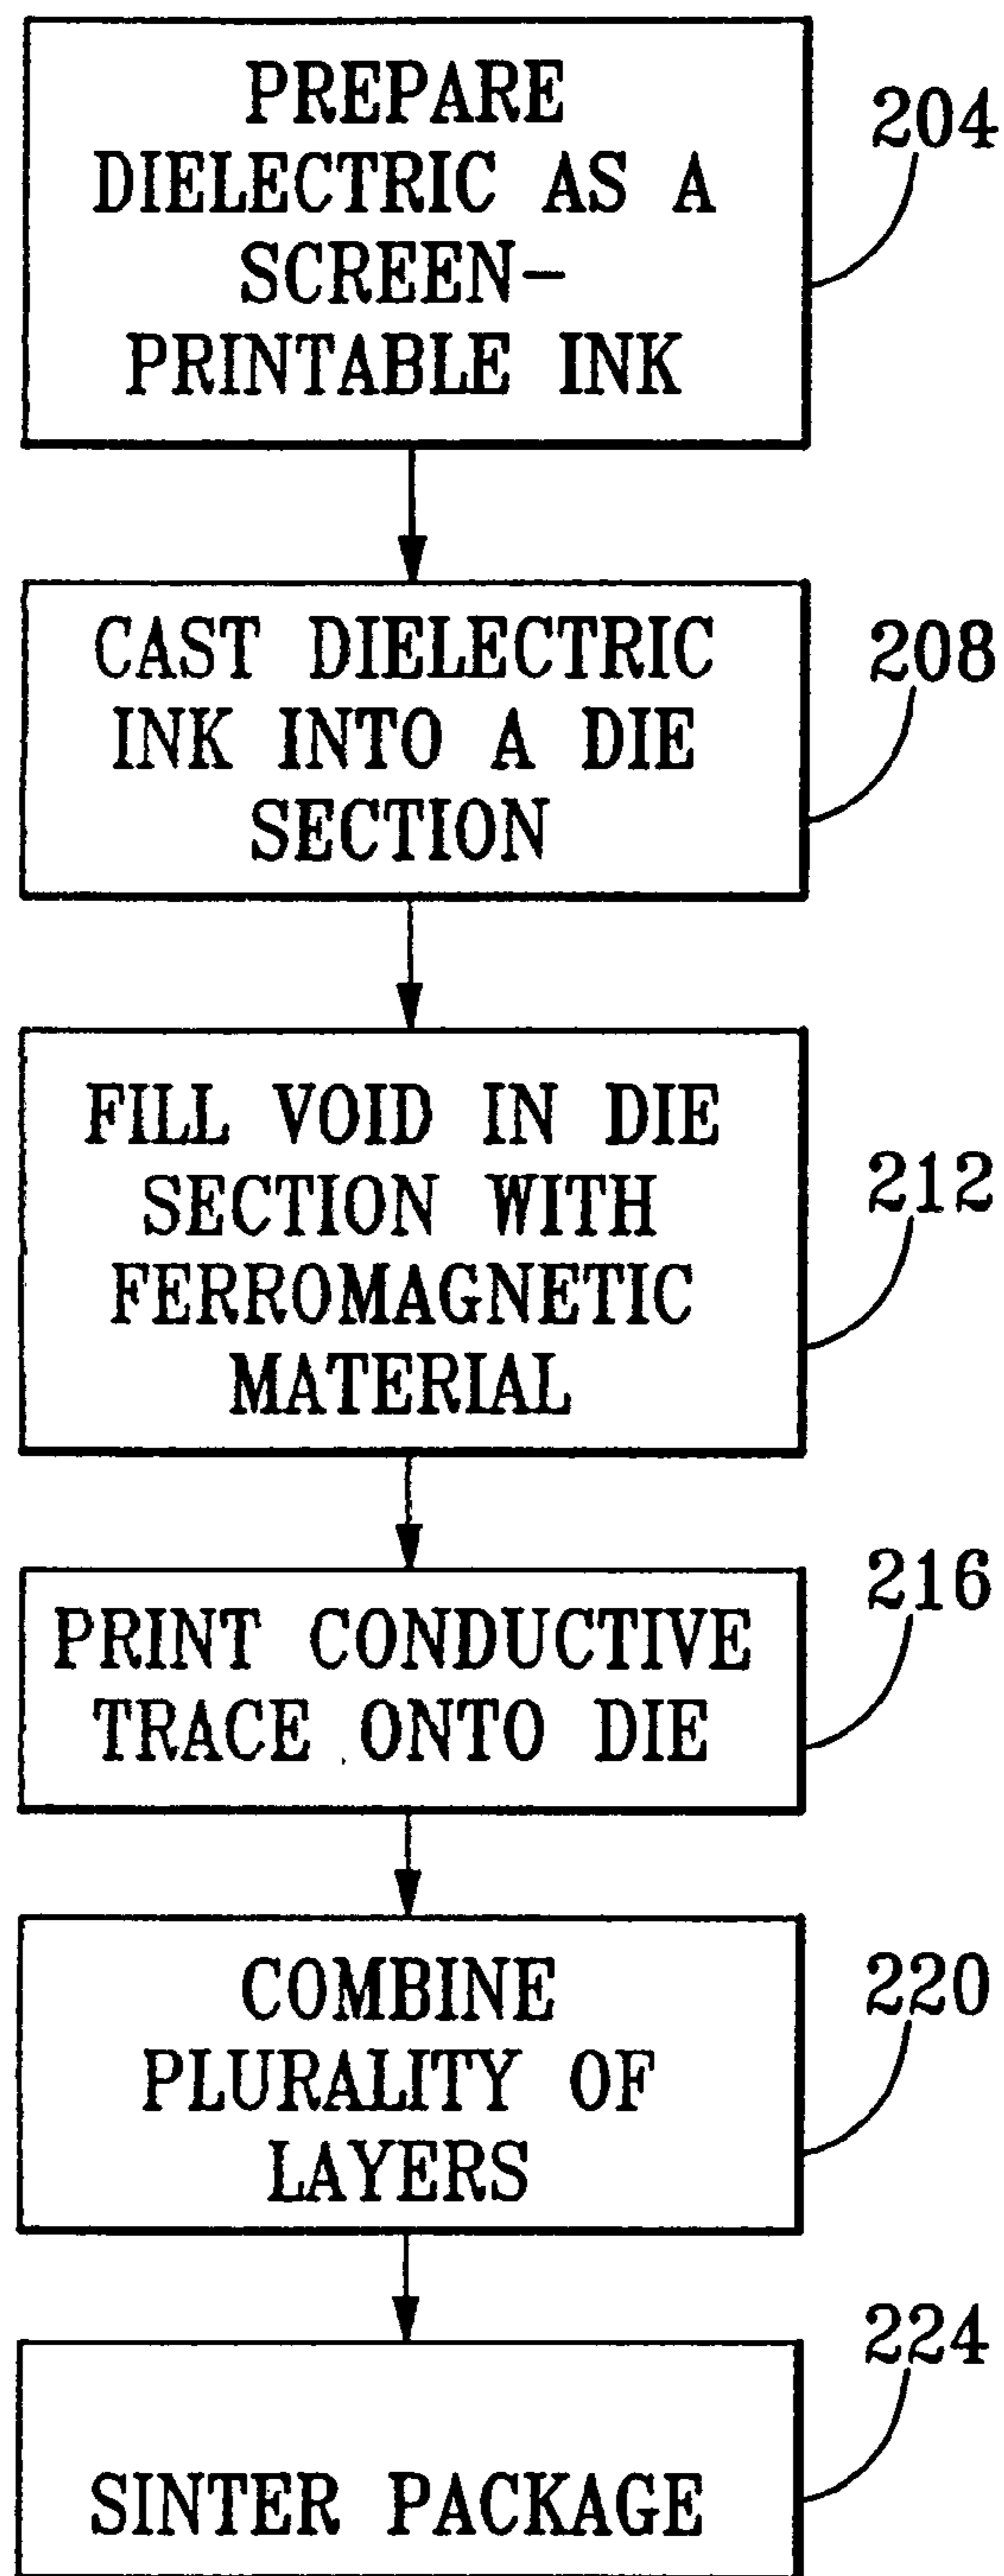 PREPARE
DIELECTRIC AS A
SCREEN-
PRINTABLE INK
204
CAST DIELECTRIC
INK INTO A DIE
SECTION
208
FILL VOID IN DIE
SECTION WITH
FERROMAGNETIC
MATERIAL
212
PRINT CONDUCTIVE
TRACE ONTO DIE
216
COMBINE
PLURALITY OF
LAYERS
220
SINTER PACKAGE
224